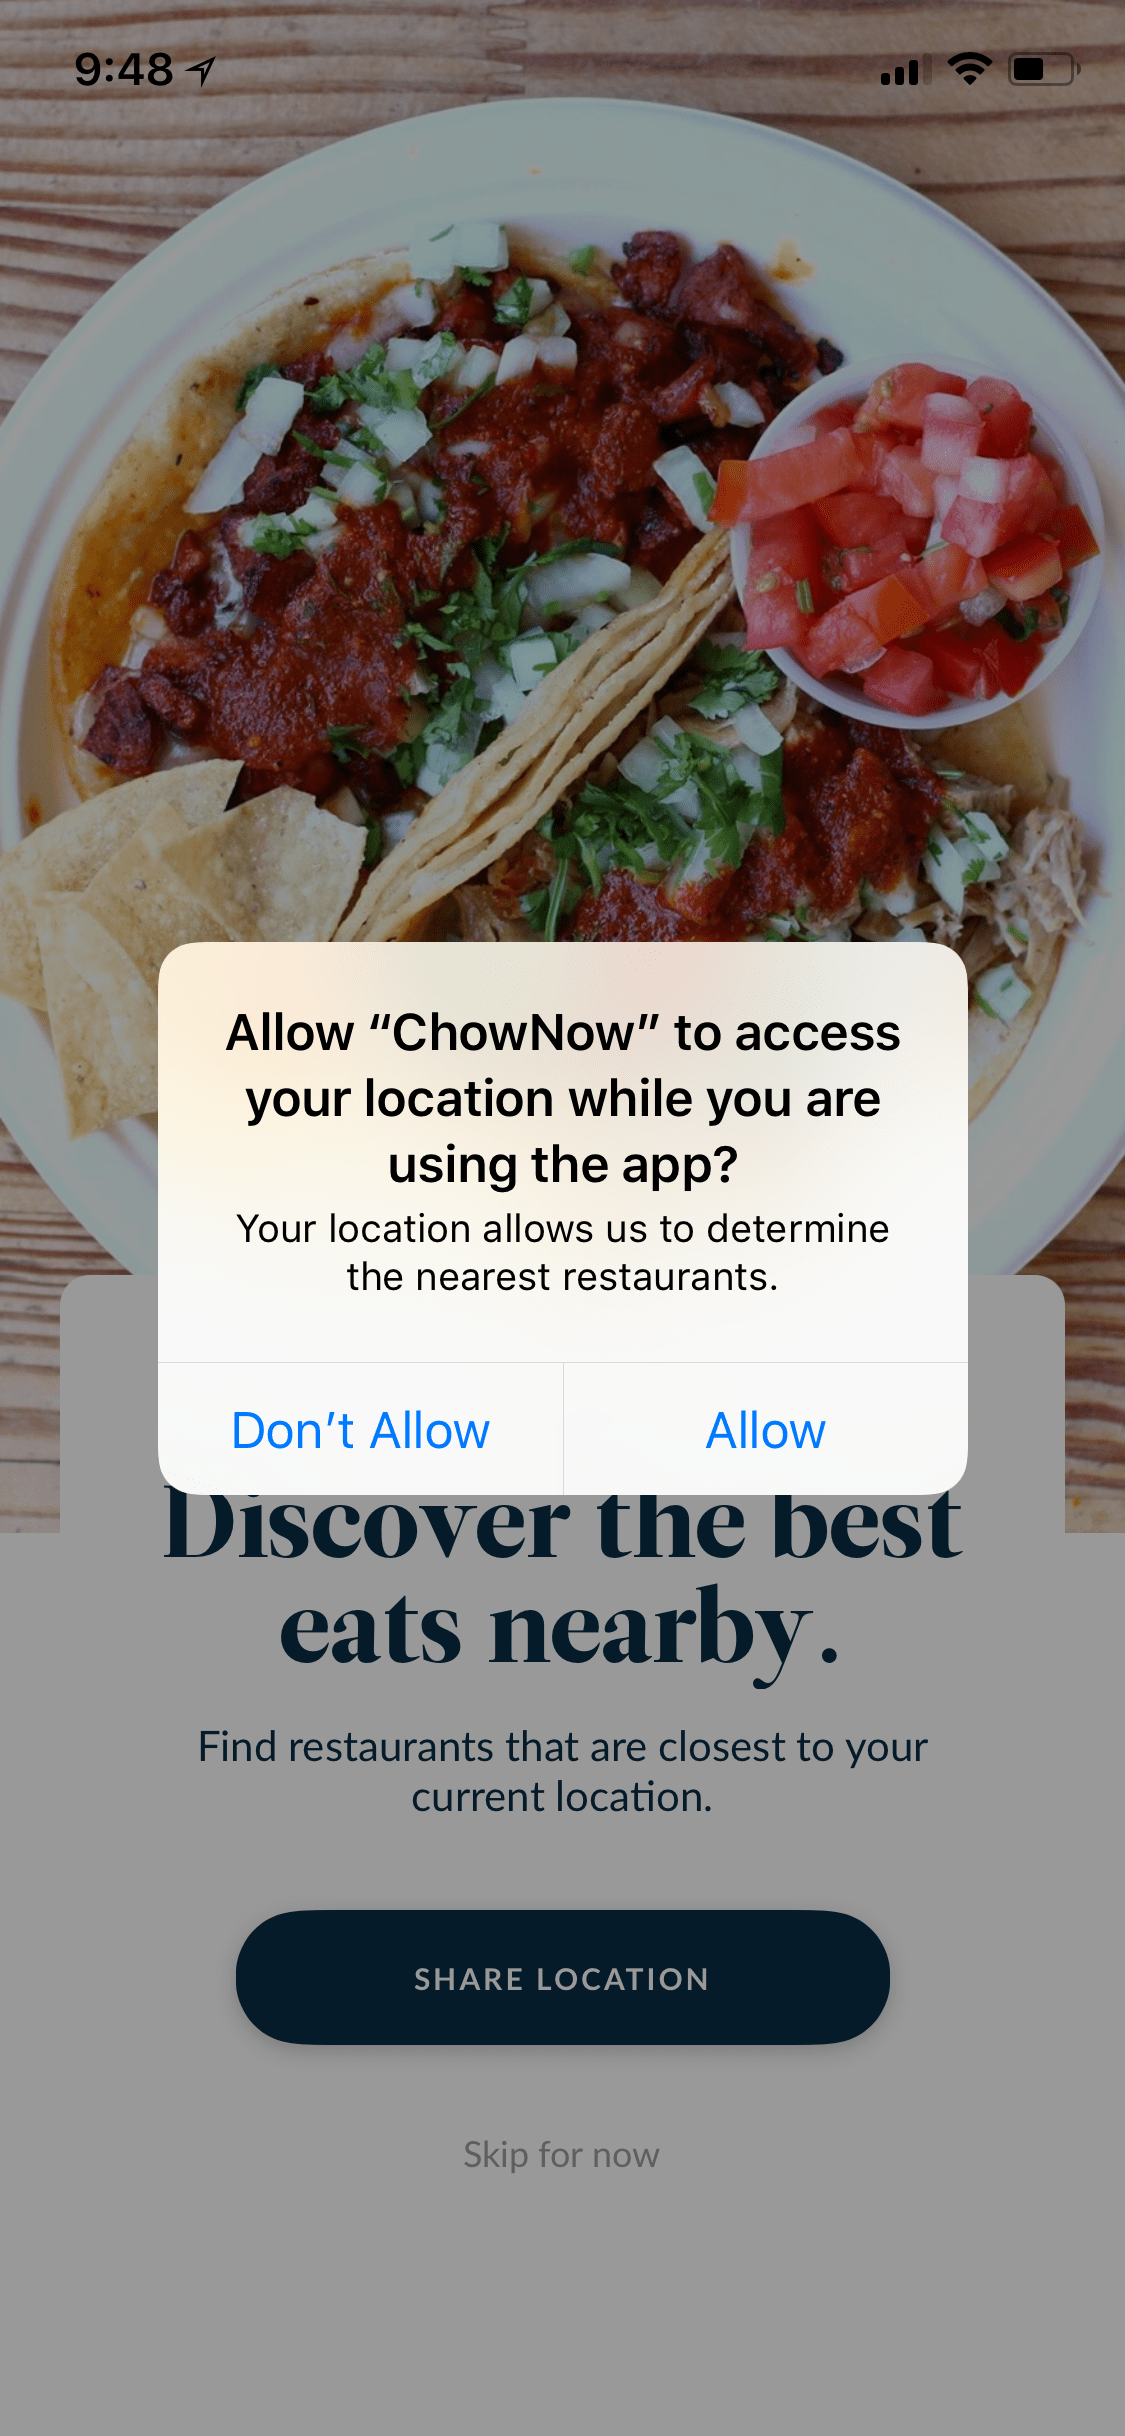 9:48
Allow “ChowNow” to access
your location while you are
using the app?
Your location allows us to determine
the nearest restaurants.
Don’t Allow
Allow
Discover the best
eats nearby.
Find restaurants that are closest to your
current location.
SHARE LOCATION
Skip for now